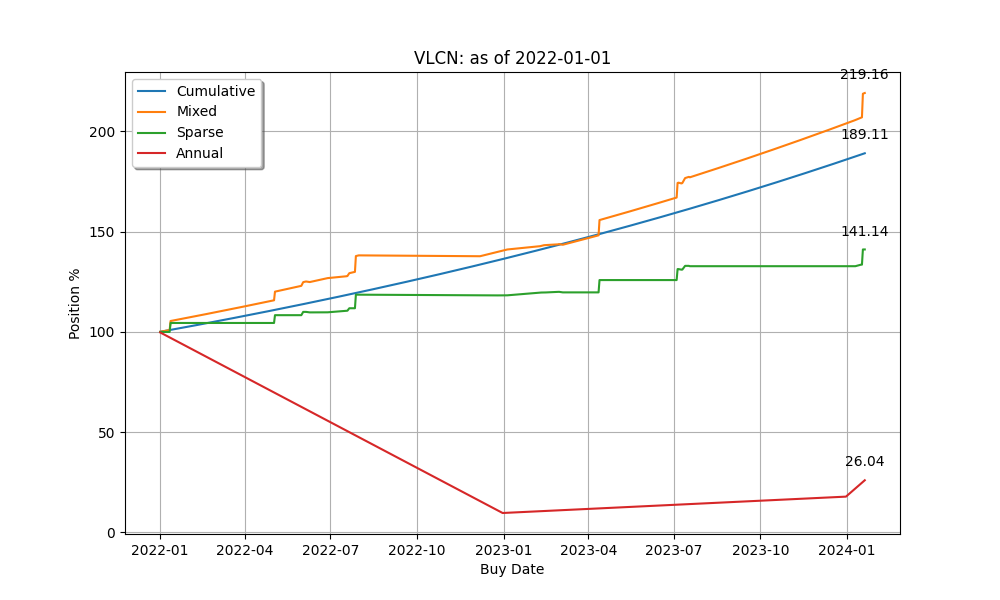 VLCN: as of 2022-01-01
219.16
Cumulative
Mixed
Sparse
Annual
189.11
141.14
26.04
200
150
100
50
0
Position %
2022-01
2022-04
2022-07
2022-10
2023-01
2023-04
2023-07
2023-10
2024-01
Buy Date